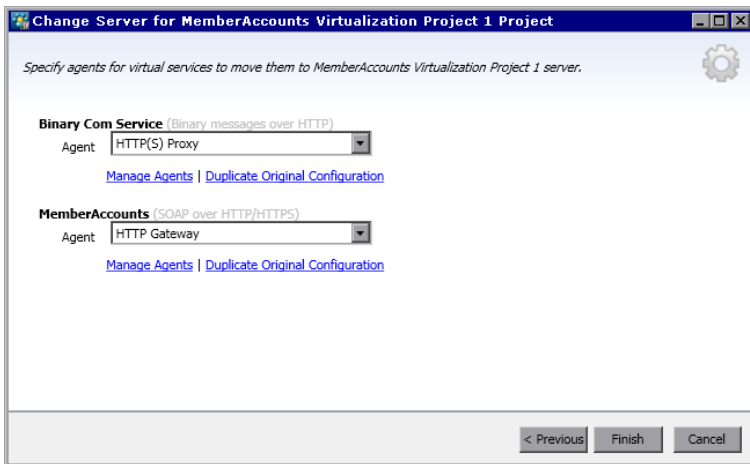 Change Server for MemberAccounts Virtualization Project 1 Project
Specify agents for virtual services to move them to MemberAccounts Virtualization Project 1 server.
Binary Com Service (Binary messages over HTTP)
Agent HTTP(S) Proxy
Manage Agents | Duplicate Original Configuration
MemberAccounts (SOAP over HTTP/HTTPS)
Agent HTTP Gateway
Manage Agents | Duplicate Original Configuration
< Previous Finish Cancel